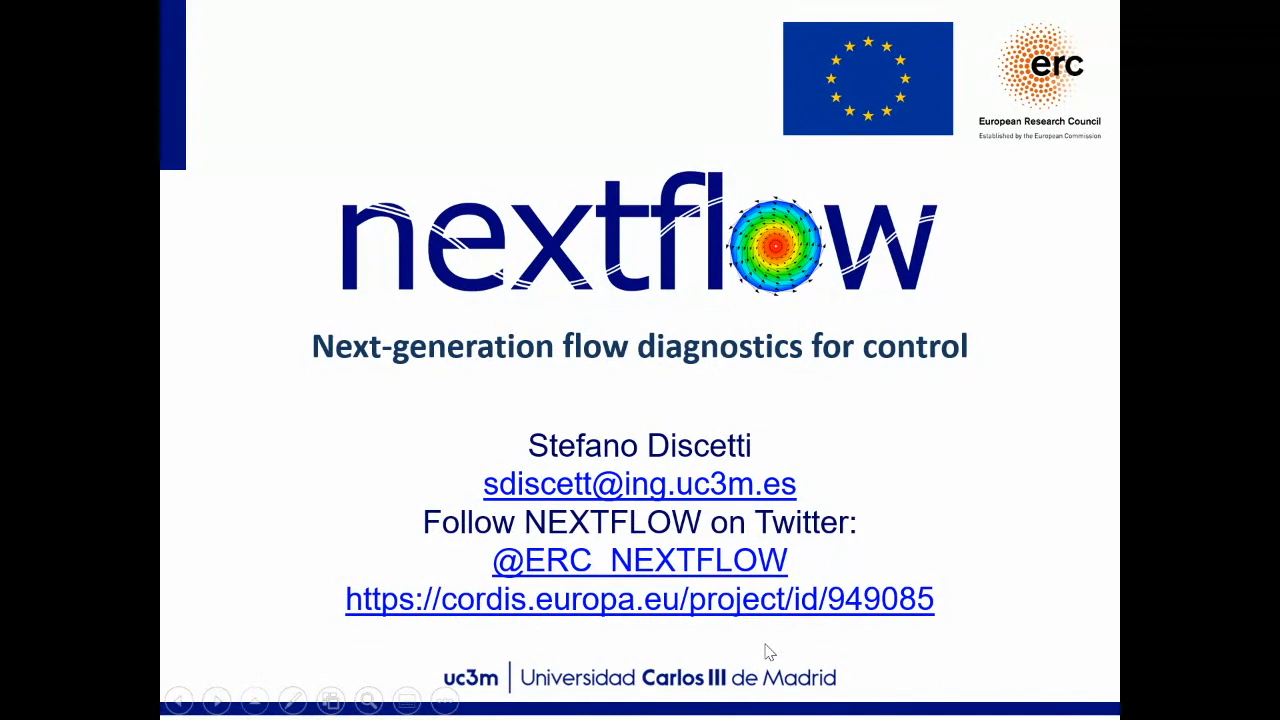 erc
European Research Council
Established by the European Commission
nextflow
Next-generation flow diagnostics for control
Stefano Discetti
sdiscett@ing.uc3m.es
Follow NEXTFLOW on Twitter:
@ERC_NEXTFLOW
https://cordis.europa.eu/project/id/949085
uc3m | Universidad Carlos III de Madrid